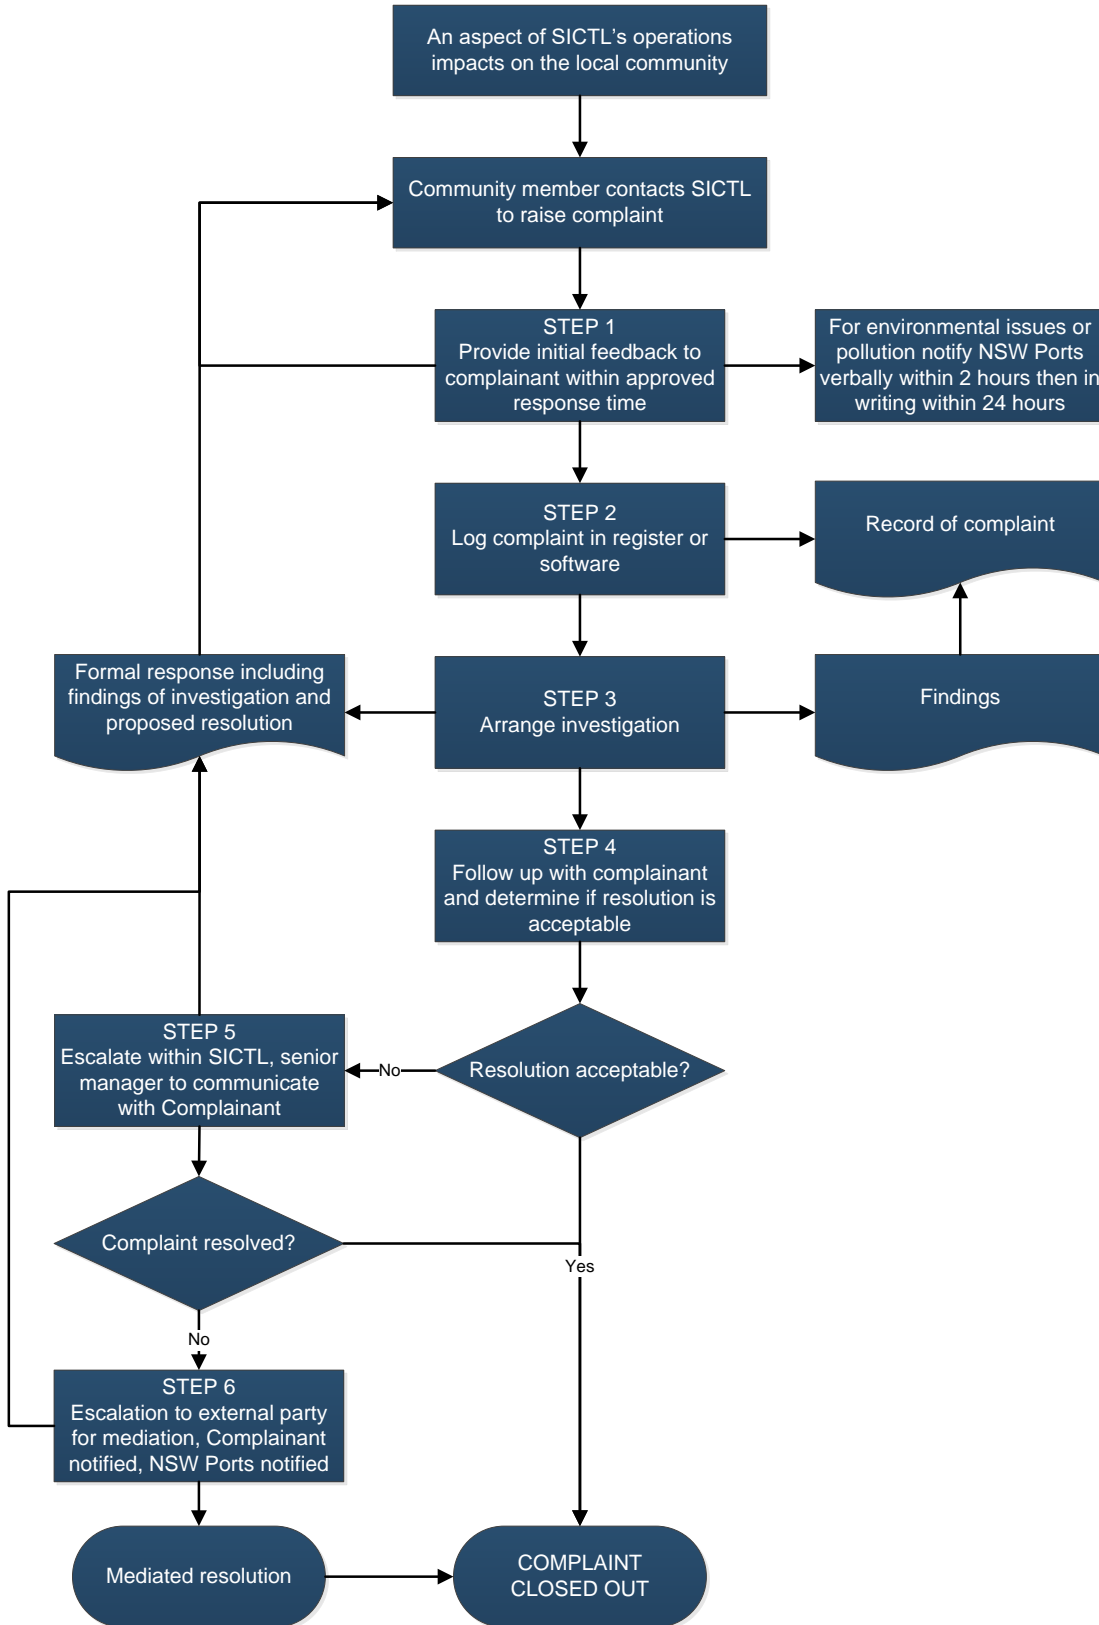 An aspect of SICTL's operations
impacts on the local community
Community member contacts SICTL
to raise complaint
STEP 1
Provide initial feedback to
complainant within approved
response time
For environmental issues or
pollution notify NSW Ports
verbally within 2 hours then in
writing within 24 hours
STEP 2
Log complaint in register or
software
Record of complaint
Formal response including
findings of investigation and
proposed resolution
STEP 3
Arrange investigation
Findings
STEP 4
Follow up with complainant
and determine if resolution is
acceptable
STEP 5
Escalate within SICTL, senior
manager to communicate
with Complainant
No
Resolution acceptable?
Complaint resolved?
Yes
No
STEP 6
Escalation to external party
for mediation, Complainant
notified, NSW Ports notified
Mediated resolution
COMPLAINT
CLOSED OUT